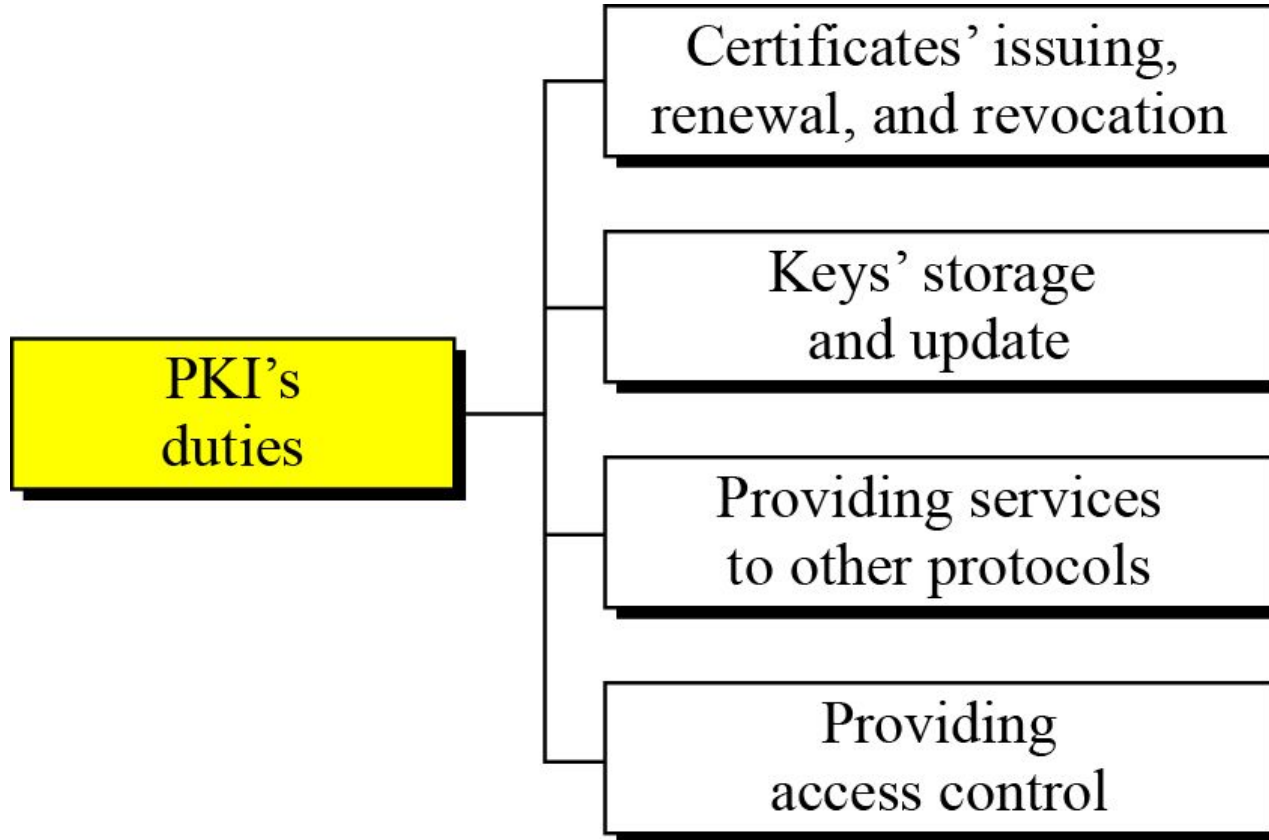 Certificates’ issuing,
renewal, and revocation
Keys’ storage
and update
PKI’s
duties
Providing services
to other protocols
Providing
access control